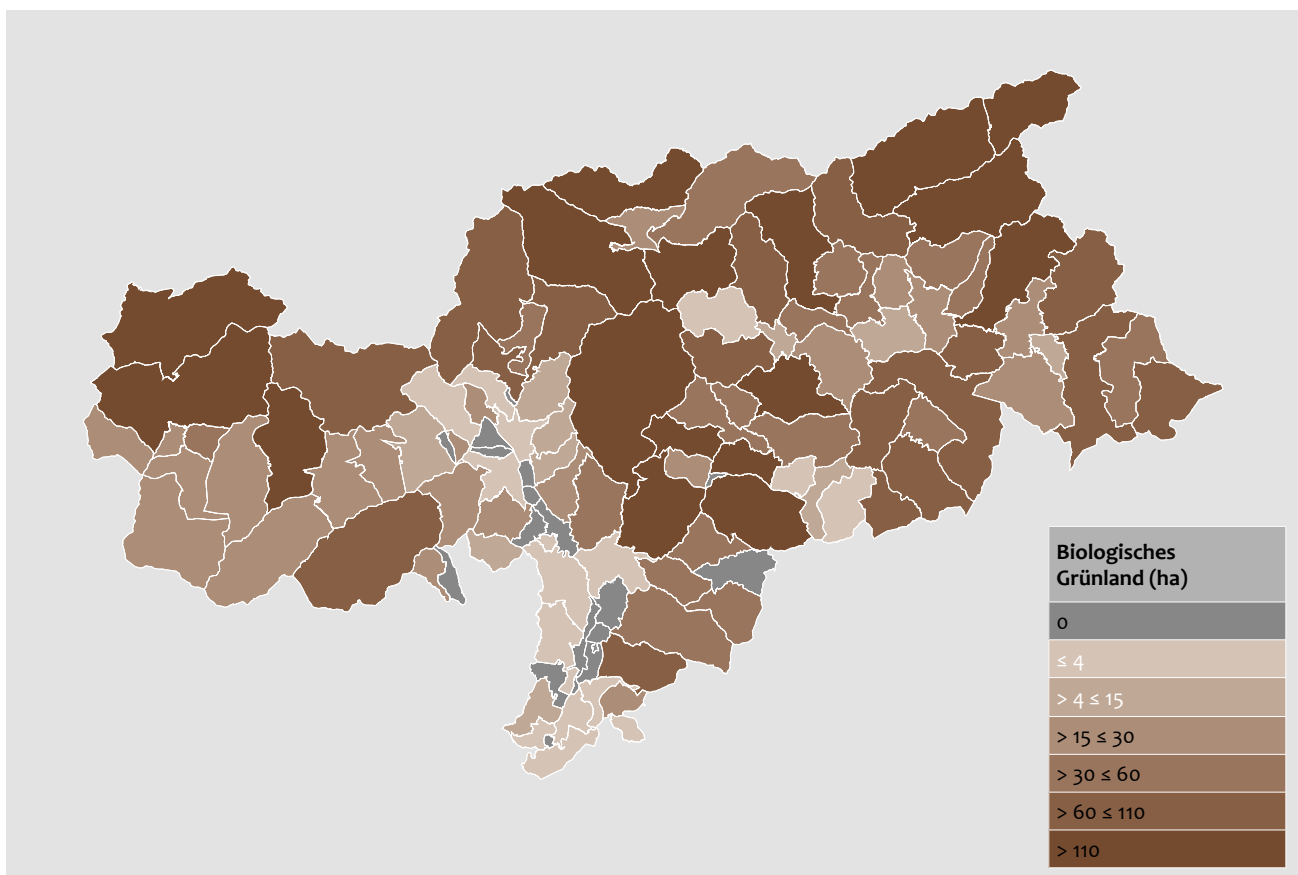 Biologisches
Grünland (ha)
0
≤ 4
> 4 ≤ 15
> 15 ≤ 30
> 30 ≤ 60
> 60 ≤ 110
> 110